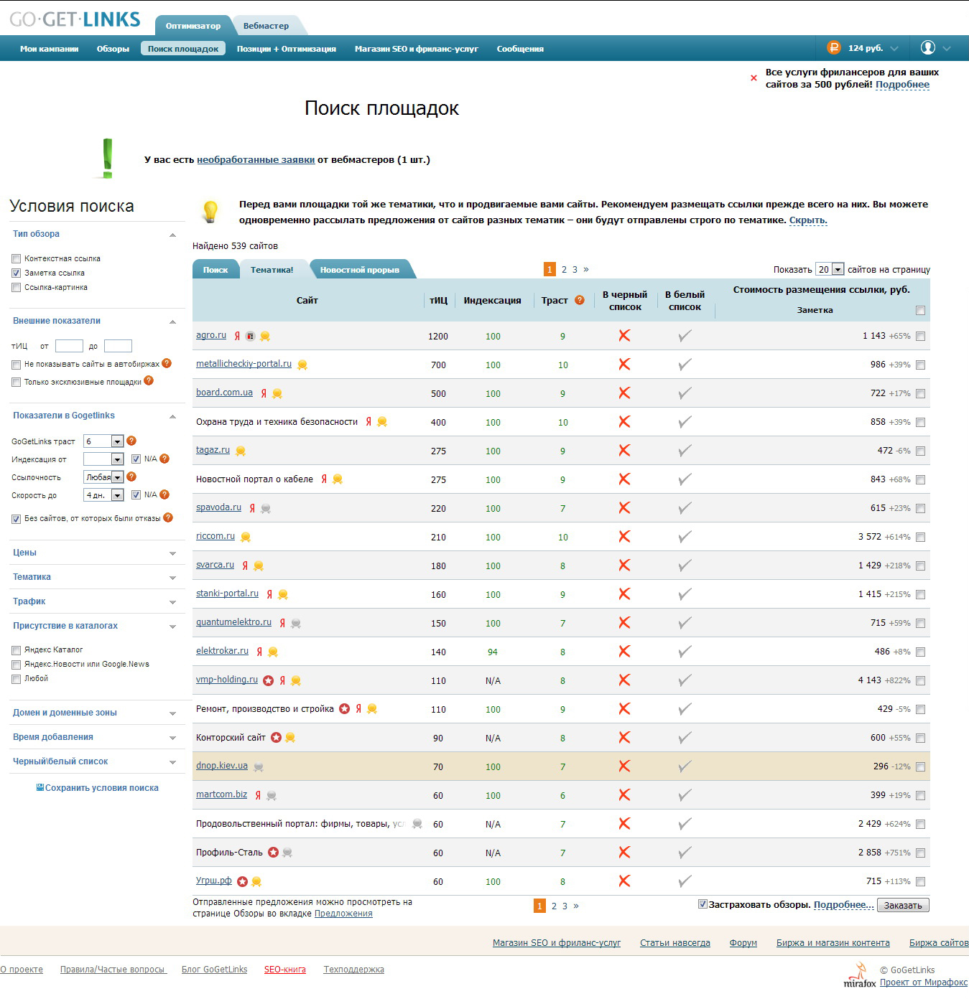 GO·GET·LINKS
Оптимизатор Вебмастер
Мои кампании Обзоры Поиск площадок Позиции + Оптимизация Магазин SEO и фриланс-услуг Сообщения 124 руб.
Все услуги фрилансеров для ваших
сайтов за 500 рублей! Подробнее
Поиск площадок
У вас есть необработанные заявки от вебмастеров (1 шт.)
Условия поиска
Тип обзора
Контекстная ссылка
Заметка ссылка
Ссылка-картинка
Внешние показатели
тИЦ от до
Не показывать сайты в автобиржах ?
Только эксклюзивные площадки ?
Показатели в Gogetlinks
GoGetLinks траст 6 ?
Индексация от N/A ?
Ссылочность Любая ?
Скорость до 4 дн. N/A ?
Без сайтов, от которых были отказы ?
Цены
Тематика
Трафик
Присутствие в каталогах
Яндекс Каталог
Яндекс.Новости или Google.News
Любой
Домен и доменные зоны
Время добавления
Черный\белый список
Сохранить условия поиска
Перед вами площадки той же тематики, что и продвигаемые вами сайты. Рекомендуем размещать ссылки прежде всего на них. Вы можете
одновременно рассылать предложения от сайтов разных тематик – они будут отправлены строго по тематике. Скрыть.
Найдено 539 сайтов
Поиск Тематика! Новостной прорыв 1 2 3 » Показать 20 сайтов на страницу
Сайт тИЦ Индексация Траст ? В черный список В белый список Стоимость размещения ссылки, руб.
Заметка
agro.ru Я 1200 100 9 1 143 +65%
metallicheckiy-portal.ru 700 100 10 986 +39%
board.com.ua Я 500 100 9 722 +17%
Охрана труда и техника безопасности Я 400 100 10 858 +39%
tagaz.ru 275 100 9 472 -6%
Новостной портал о кабеле Я 275 100 9 843 +68%
spavoda.ru Я 220 100 7 615 +23%
riccom.ru 210 100 10 3 572 +614%
svarca.ru Я 180 100 8 1 429 +218%
stanki-portal.ru Я 160 100 9 1 415 +215%
quantumelektro.ru Я 150 100 7 715 +59%
elektrokar.ru Я 140 94 8 486 +8%
vmp-holding.ru Я 110 N/A 8 4 143 +822%
Ремонт, производство и стройка Я 110 100 9 429 -5%
Конторский сайт 90 N/A 8 600 +55%
dnop.kiev.ua 70 100 7 296 -12%
martcom.biz Я 60 100 6 399 +19%
Продовольственный портал: фирмы, товары, усл 60 N/A 7 2 429 +624%
Профиль-Сталь 60 N/A 7 2 858 +751%
Угрш.рф 60 100 8 715 +113%
Отправленные предложения можно просмотреть на
странице Обзоры во вкладке Предложения
1 2 3 »
Застраховать обзоры. Подробнее... Заказать
Магазин SEO и фриланс-услуг Статьи навсегда Форум Биржа и магазин контента Биржа сайтов
О проекте Правила/Частые вопросы Блог GoGetLinks SEO-книга Техподдержка
mirafox
© GoGetLinks
Проект от Мирафокс